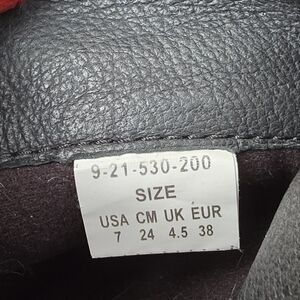 9-21-530-200
SIZE
USA CM UK EUR
7 24 4.5 38